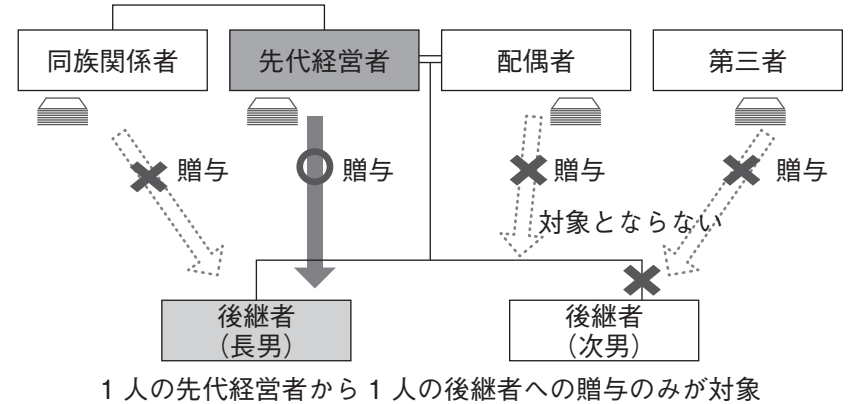 同族関係者
先代経営者
配偶者
第三者
贈与
贈与
贈与
贈与
対象とならない
後継者
（長男）
後継者
（次男）
1人の先代経営者から1人の後継者への贈与のみが対象